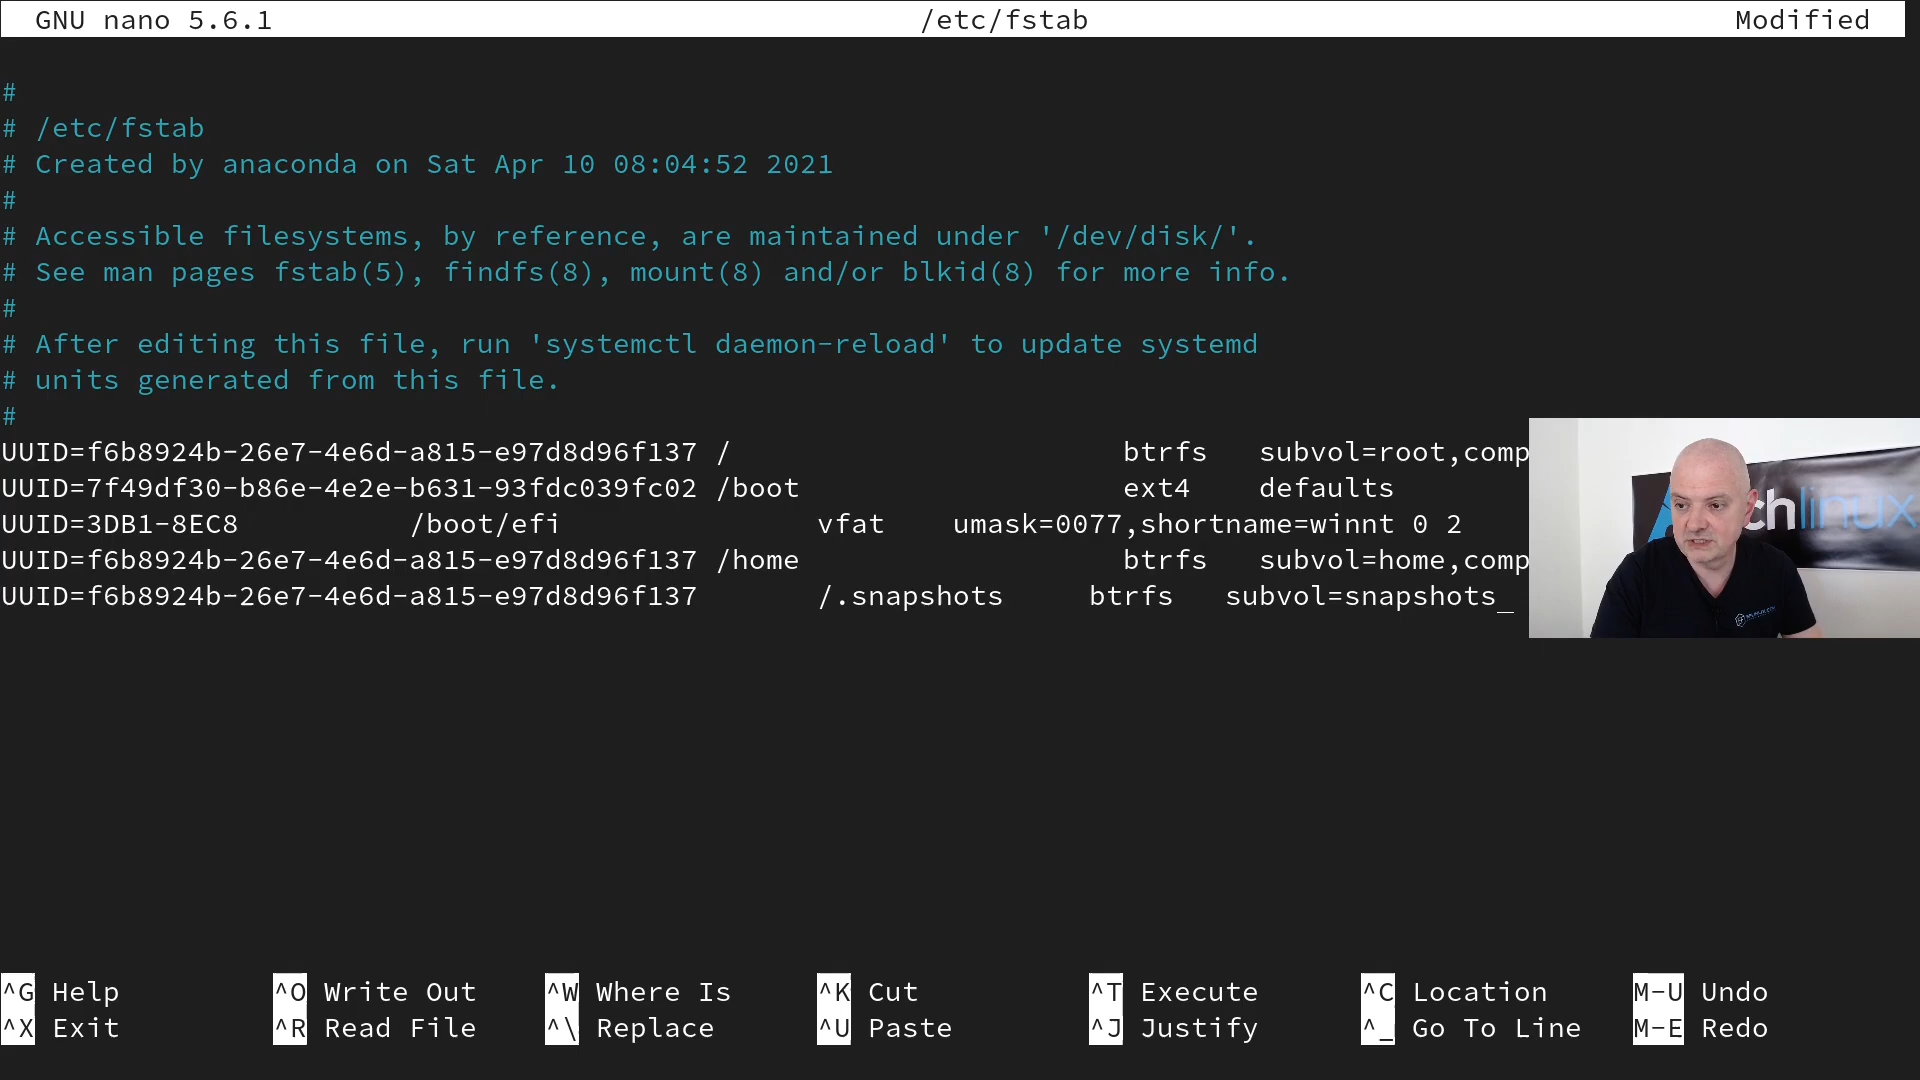 GNU nano 5.6.1 /etc/fstab Modified
#
# /etc/fstab
# Created by anaconda on Sat Apr 10 08:04:52 2021
#
# Accessible filesystems, by reference, are maintained under '/dev/disk/'.
# See man pages fstab(5), findfs(8), mount(8) and/or blkid(8) for more info.
#
# After editing this file, run 'systemctl daemon-reload' to update systemd
# units generated from this file.
#
UUID=f6b8924b-26e7-4e6d-a815-e97d8d96f137 / btrfs subvol=root,comp
UUID=7f49df30-b86e-4e2e-b631-93fdc039fc02 /boot ext4 defaults
UUID=3DB1-8EC8 /boot/efi vfat umask=0077,shortname=winnt 0 2
UUID=f6b8924b-26e7-4e6d-a815-e97d8d96f137 /home btrfs subvol=home,comp
UUID=f6b8924b-26e7-4e6d-a815-e97d8d96f137 /.snapshots btrfs subvol=snapshots_
chlinux
^G Help ^O Write Out ^W Where Is ^K Cut ^T Execute ^C Location M-U Undo
^X Exit ^R Read File ^\ Replace ^U Paste ^J Justify ^_ Go To Line M-E Redo